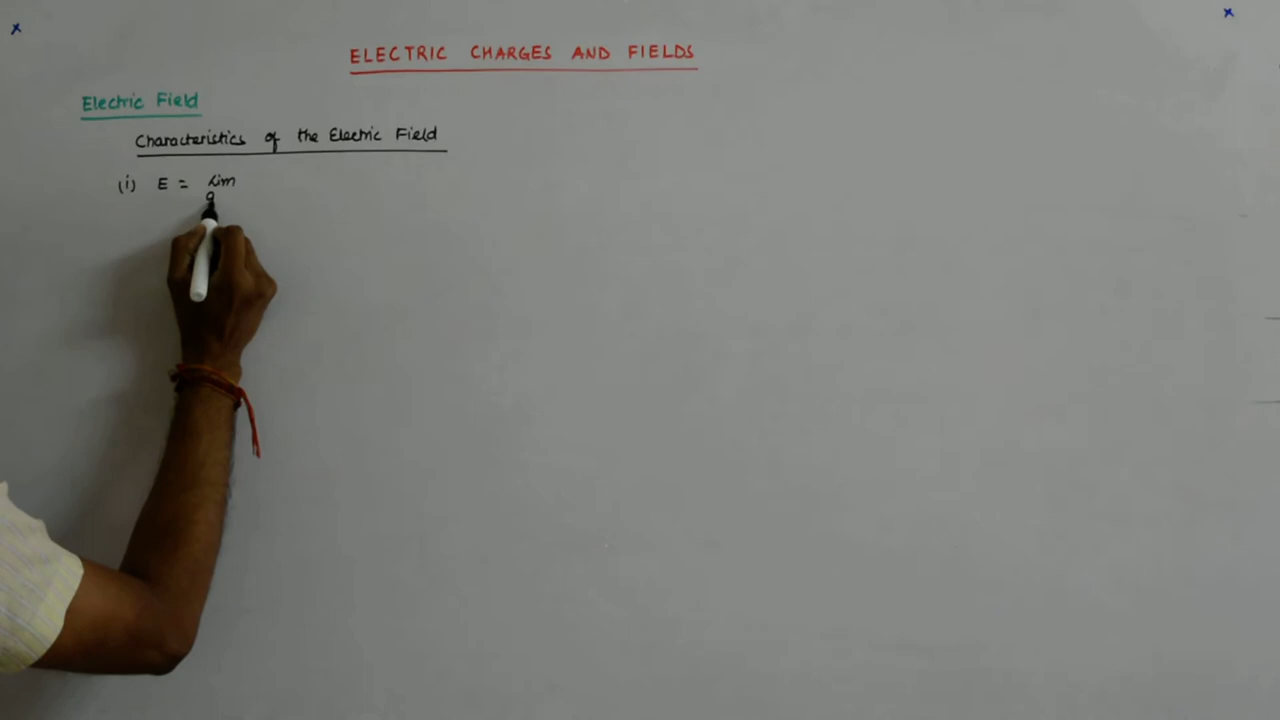 ELECTRIC CHARGES AND FIELDS
Electric Field
Characteristics of the Electric Field
(i) E = Lim
q